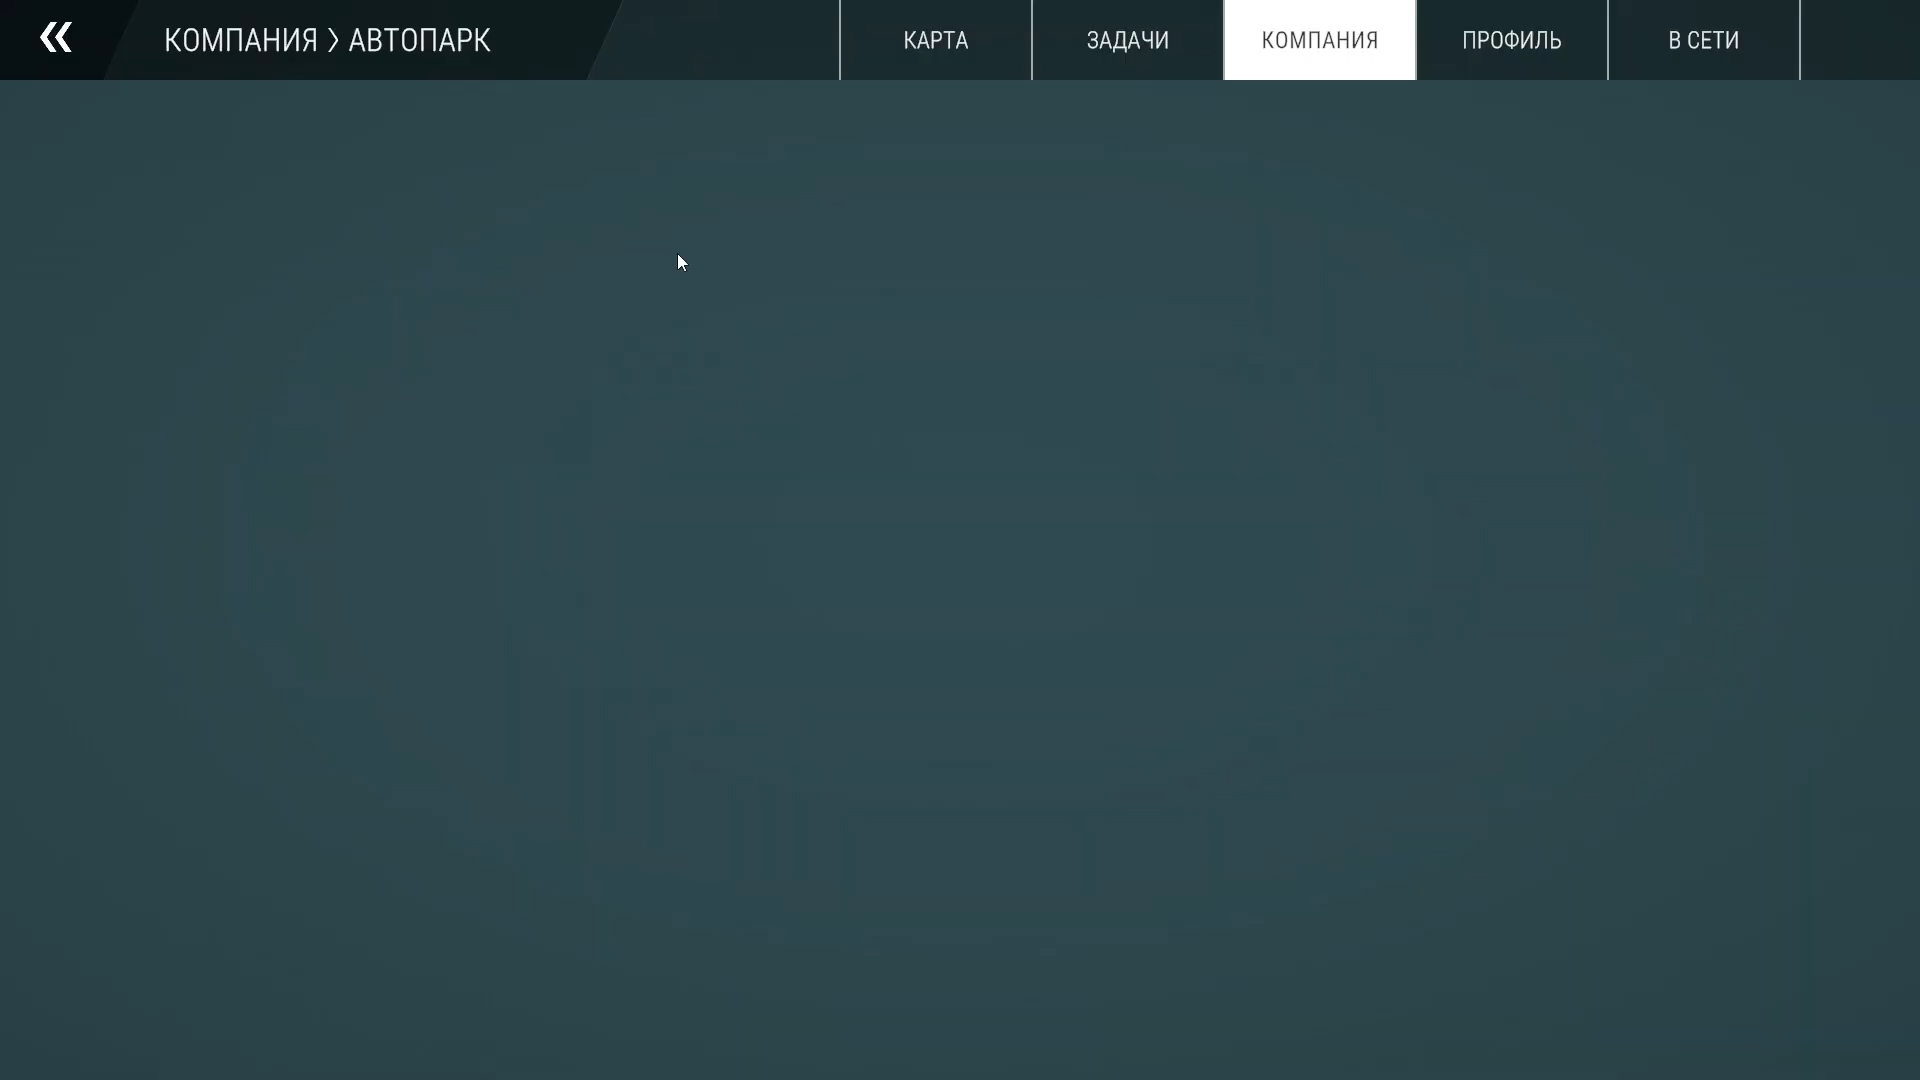 КОМПАНИЯ > АВТОПАРК
КАРТА
ЗАДАЧИ
КОМПАНИЯ
ПРОФИЛЬ
В СЕТИ